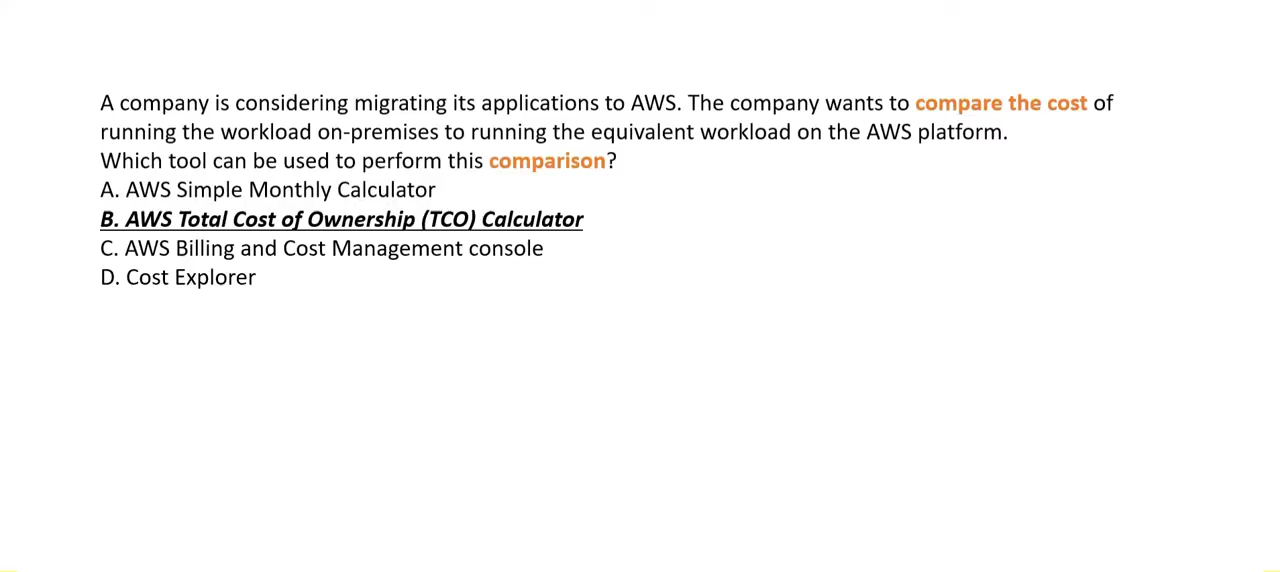 A company is considering migrating its applications to AWS. The company wants to compare the cost of
running the workload on-premises to running the equivalent workload on the AWS platform.
Which tool can be used to perform this comparison?
A. AWS Simple Monthly Calculator
B. AWS Total Cost of Ownership (TCO) Calculator
C. AWS Billing and Cost Management console
D. Cost Explorer